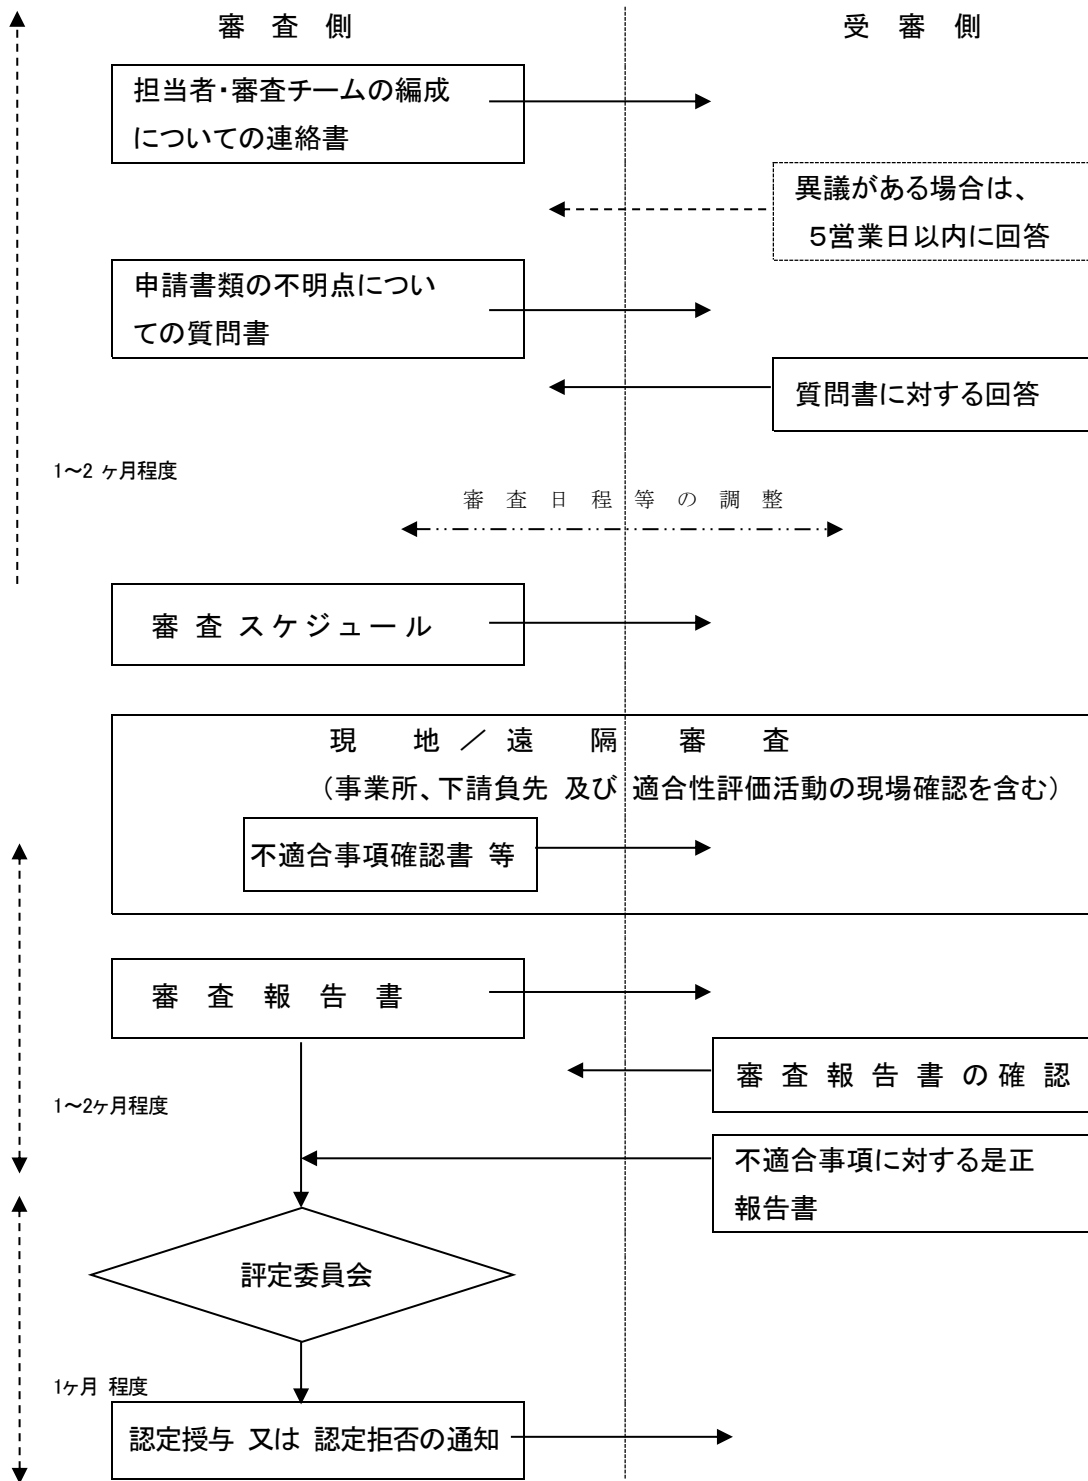 審 査 側
受 審 側
担当者・審査チームの編成
についての連絡書
異議がある場合は、
5営業日以内に回答
申請書類の不明点につい
ての質問書
質問書に対する回答
1～2 ヶ月程度
審 査 日 程 等 の 調 整
審 査 スケジュール
現 地 ／ 遠 隔 審 査
（事業所、下請負先 及び 適合性評価活動の現場確認を含む）
不適合事項確認書 等
審 査 報 告 書
審 査 報 告 書 の 確 認
1～2ヶ月程度
不適合事項に対する是正
報告書
評定委員会
1ヶ月 程度
認定授与 又は 認定拒否の通知